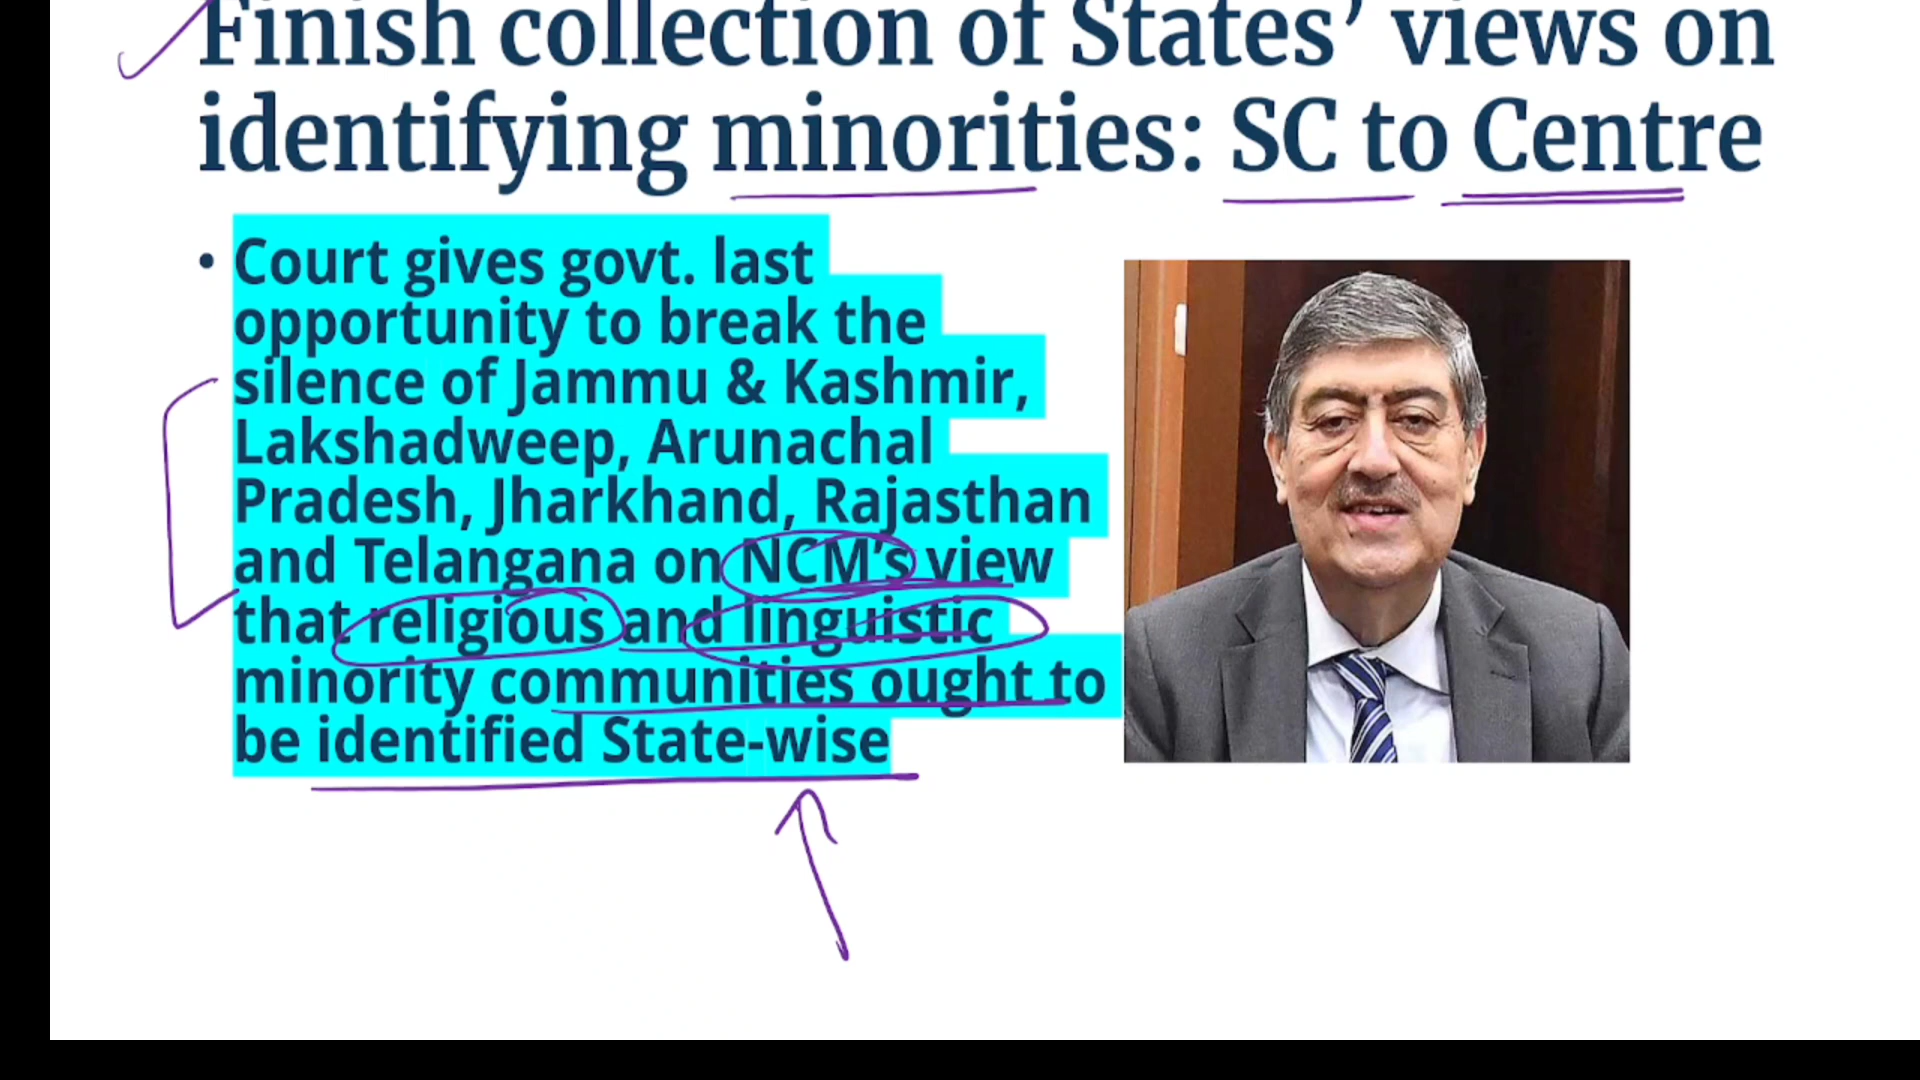 Finish collection of States’ views on
identifying minorities: SC to Centre
• Court gives govt. last
opportunity to break the
silence of Jammu & Kashmir,
Lakshadweep, Arunachal
Pradesh, Jharkhand, Rajasthan
and Telangana on NCM’s view
that religious and linguistic
minority communities ought to
be identified State-wise